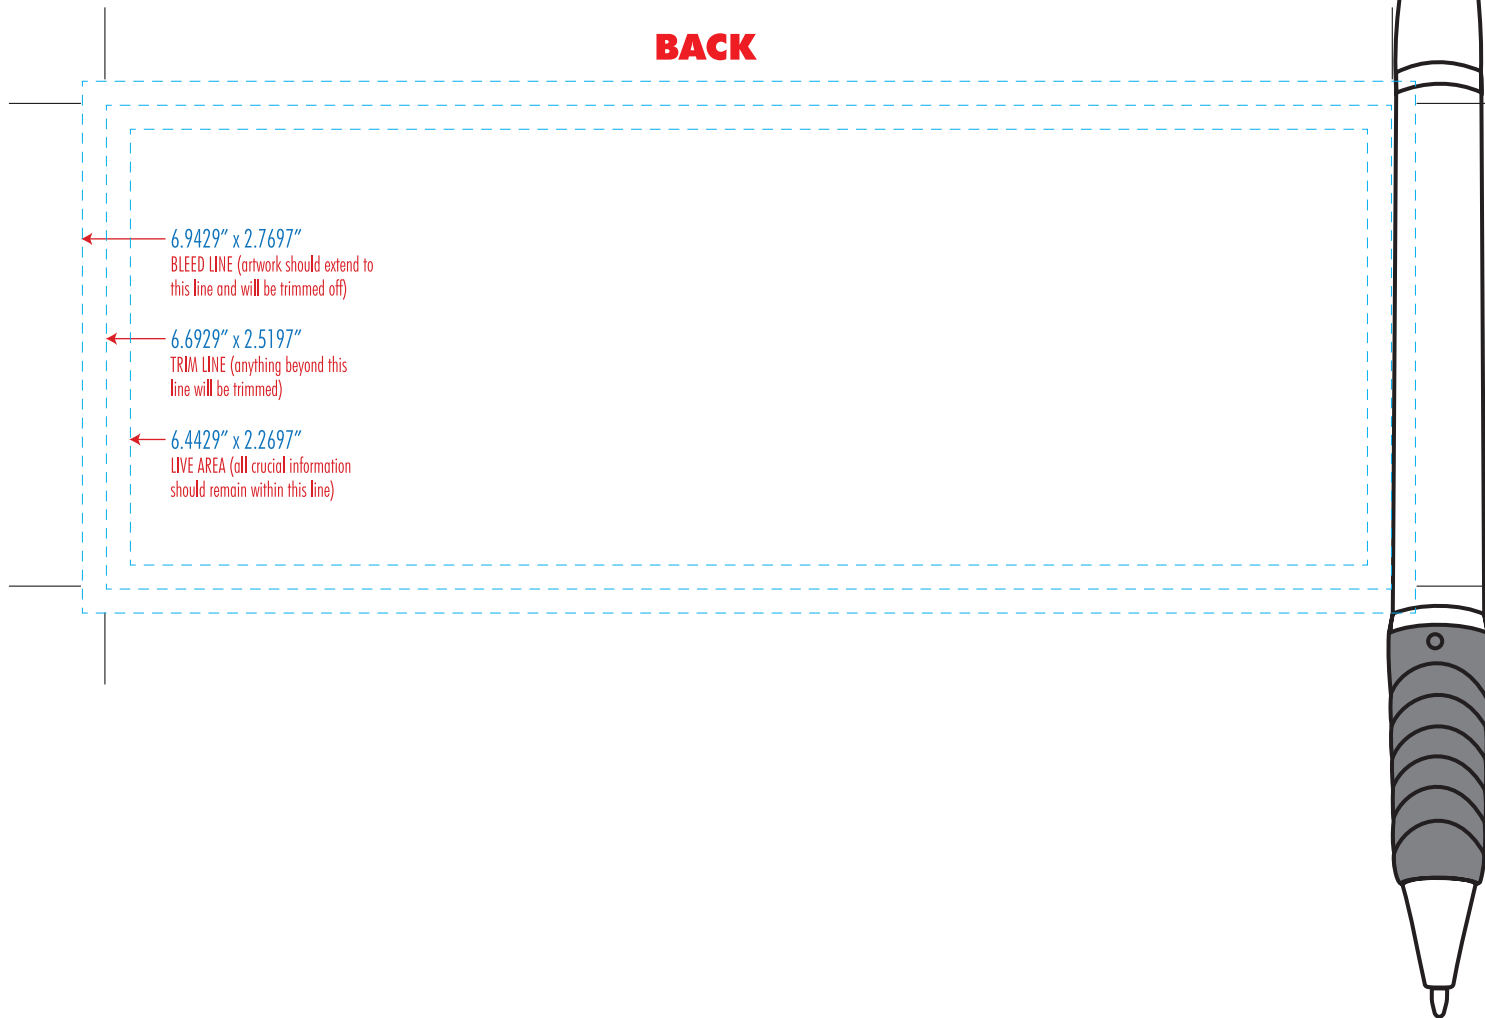 BACK
6.9429″ x 2.7697″
BLEED LINE (artwork should extend to
this line and will be trimmed off)
6.6929″ x 2.5197″
TRIM LINE (anything beyond this
line will be trimmed)
6.4429″ x 2.2697″
LIVE AREA (all crucial information
should remain within this line)